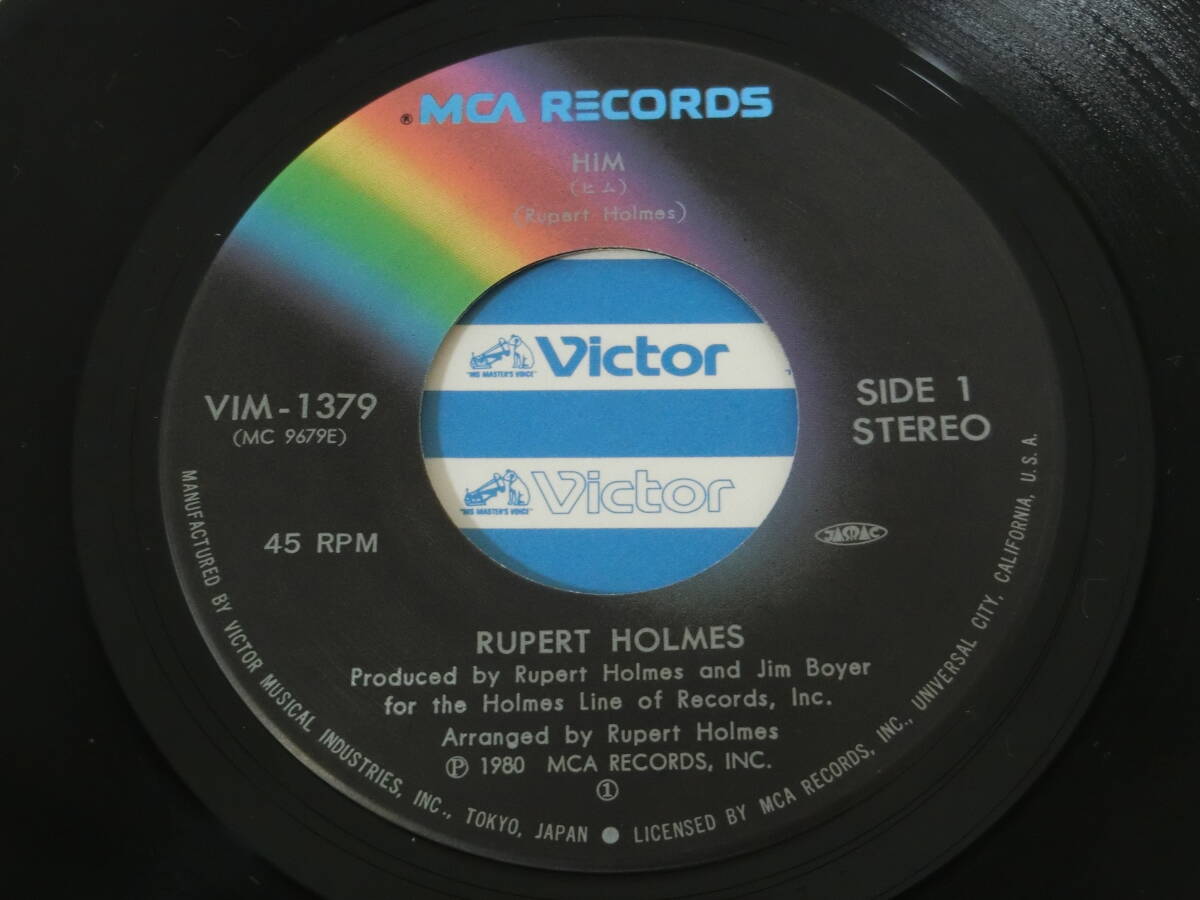 ® MCA RECORDS
HIM
(ヒム)
(Rupert Holmes)
"HIS MASTER'S VOICE" Victor
VIM-1379
(MC 9679E)
SIDE 1
STEREO
"HIS MASTER'S VOICE" Victor
45 RPM
JASRAC
RUPERT HOLMES
Produced by Rupert Holmes and Jim Boyer
for the Holmes Line of Records, Inc.
Arranged by Rupert Holmes
Ⓟ 1980 MCA RECORDS, INC.
①
MANUFACTURED BY VICTOR MUSICAL INDUSTRIES, INC., TOKYO, JAPAN ● LICENSED BY MCA RECORDS, INC., UNIVERSAL CITY, CALIFORNIA, U.S.A.